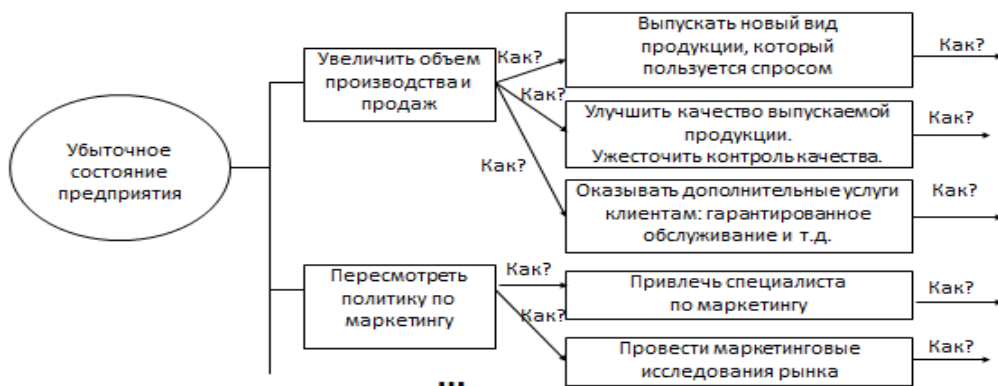 Убыточное
состояние
предприятия
Увеличить объем
производства и
продаж
Как?
Как?
Как?
Выпускать новый вид
продукции, который
пользуется спросом
Как?
Улучшить качество выпускаемой
продукции.
Ужесточить контроль качества.
Как?
Оказывать дополнительные услуги
клиентам: гарантированное
обслуживание и т.д.
Как?
Пересмотреть
политику по
маркетингу
Как?
Как?
Привлечь специалиста
по маркетингу
Как?
Провести маркетинговые
исследования рынка
Как?
...